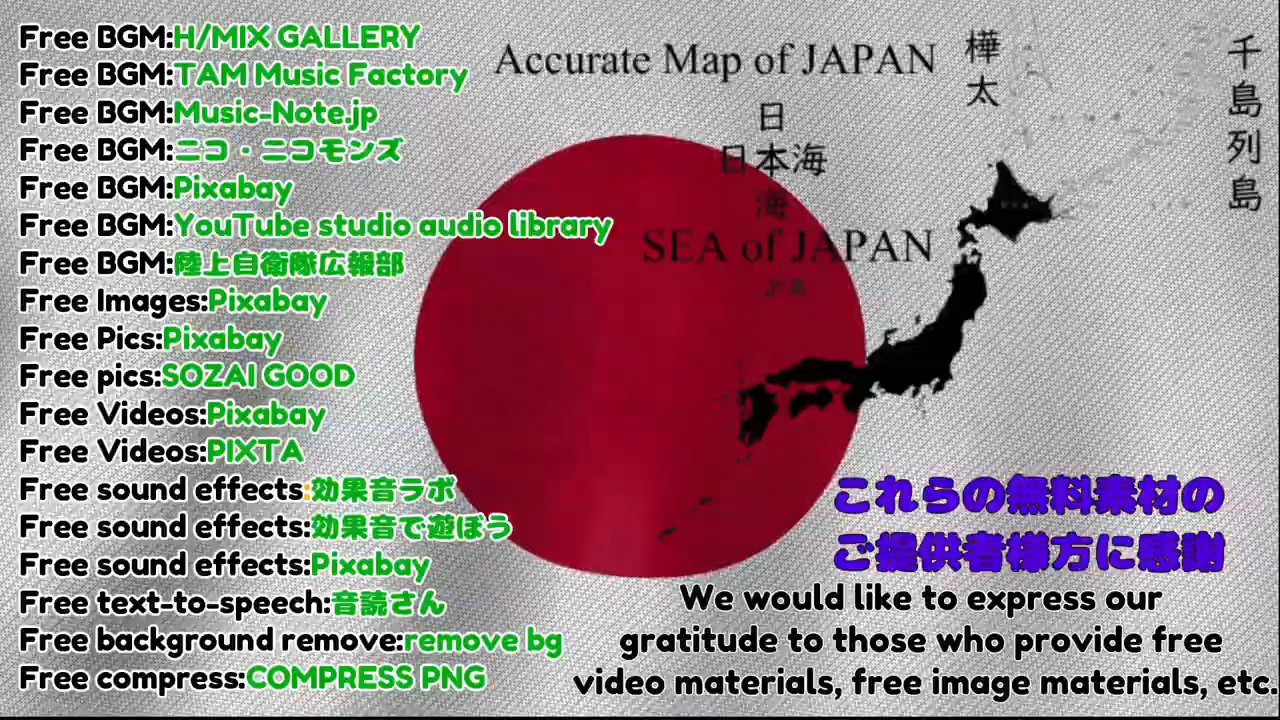 Free BGM:H/MIX GALLERY
Free BGM:TAM Music Factory
Free BGM:Music-Note.jp
Free BGM:ニコ・ニコモンズ
Free BGM:Pixabay
Free BGM:YouTube studio audio library
Free BGM:陸上自衛隊広報部
Free Images:Pixabay
Free Pics:Pixabay
Free pics:SOZAI GOOD
Free Videos:Pixabay
Free Videos:PIXTA
Free sound effects:効果音ラボ
Free sound effects:効果音で遊ぼう
Free sound effects:Pixabay
Free text-to-speech:音読さん
Free background remove:remove bg
Free compress:COMPRESS PNG
Accurate Map of JAPAN
樺太
千島列島
日
日本海
海
SEA of JAPAN
これらの無料素材の
ご提供者様方に感謝
We would like to express our
gratitude to those who provide free
video materials, free image materials, etc.